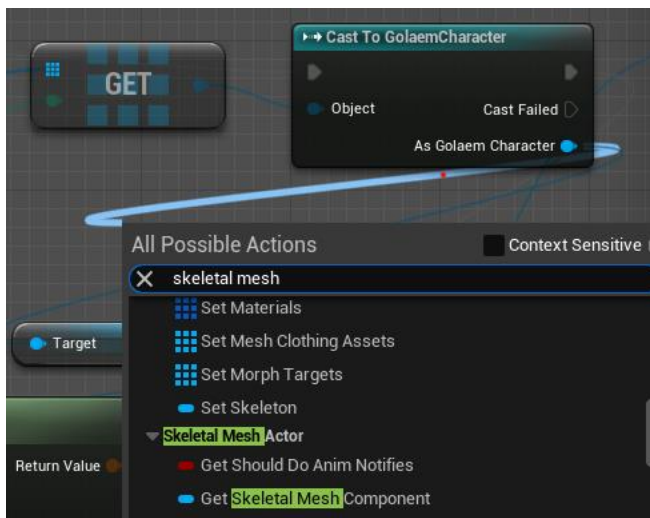 Cast To GolaemCharacter
GET
Object
Cast Failed
As Golaem Character
All Possible Actions
Context Sensitive
skeletal mesh
Set Materials
Set Mesh Clothing Assets
Set Morph Targets
Set Skeleton
Skeletal Mesh Actor
Get Should Do Anim Notifies
Get Skeletal Mesh Component
Target
Return Value